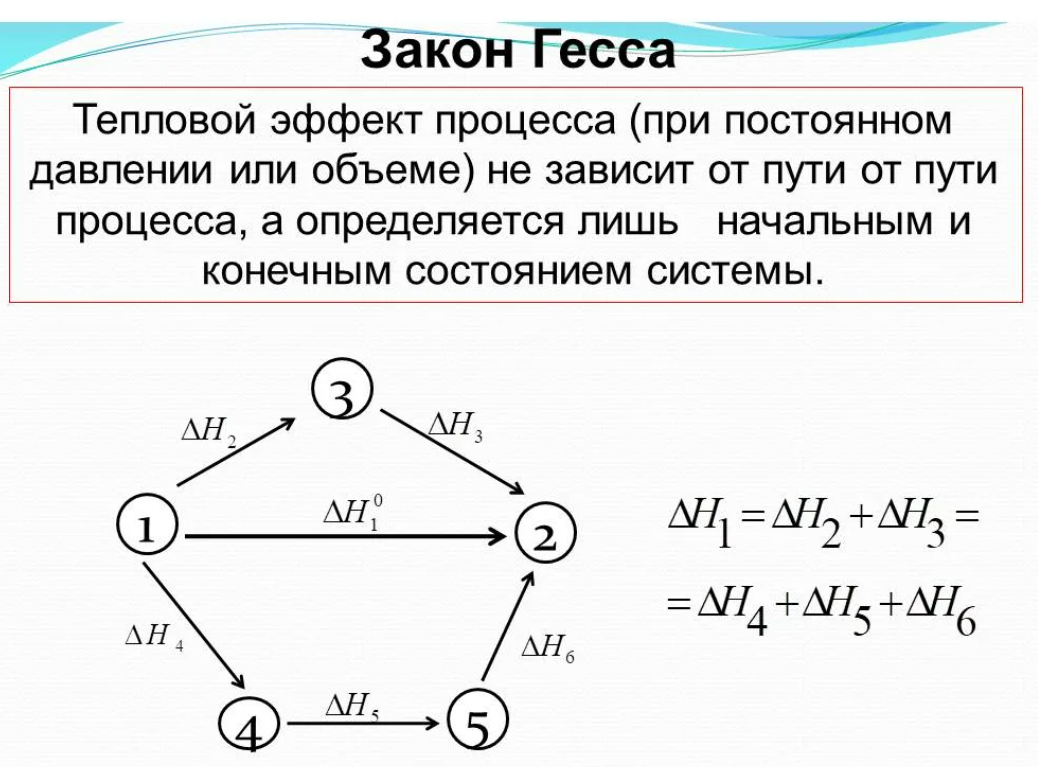 Закон Гесса
Тепловой эффект процесса (при постоянном
давлении или объеме) не зависит от пути от пути
процесса, а определяется лишь начальным и
конечным состоянием системы.
3
ΔH₂
ΔH₃
1
ΔH₁⁰
2
ΔH₁ = ΔH₂ + ΔH₃ =
= ΔH₄ + ΔH₅ + ΔH₆
ΔH₄
ΔH₆
4
ΔH₅
5